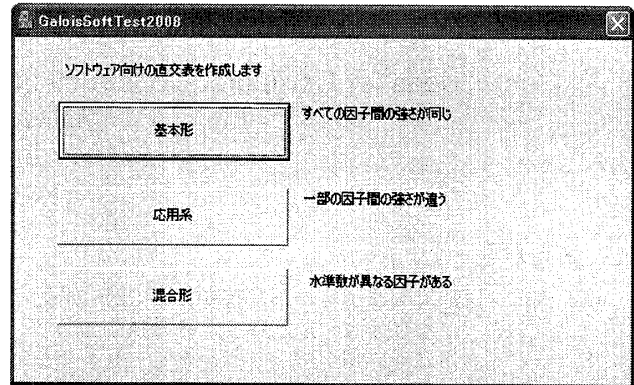 GaloisSoftTest2008
ソフトウェア向けの直交表を作成します
基本形
すべての因子間の強さが同じ
応用系
一部の因子間の強さが違う
混合形
水準数が異なる因子がある